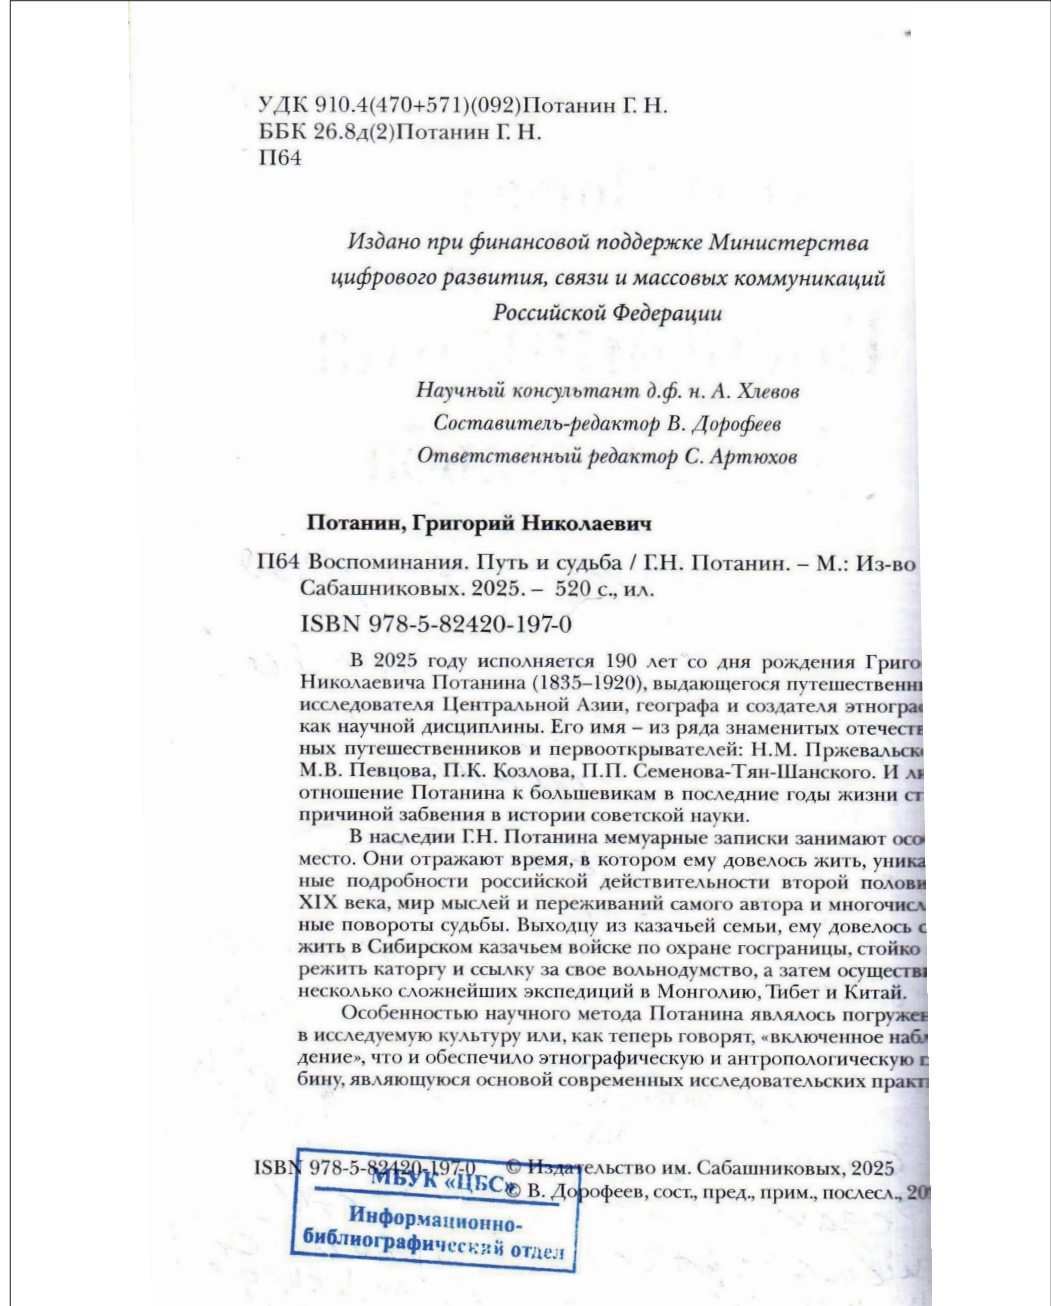 УДК 910.4(470+571)(092)Потанин Г. Н.
ББК 26.8д(2)Потанин Г. Н.
П64
Издано при финансовой поддержке Министерства
цифрового развития, связи и массовых коммуникаций
Российской Федерации
Научный консультант д.ф. н. А. Хлевов
Составитель-редактор В. Дорофеев
Ответственный редактор С. Артюхов
Потанин, Григорий Николаевич
П64 Воспоминания. Путь и судьба / Г.Н. Потанин. – М.: Из-во
Сабашниковых. 2025. – 520 с., ил.
ISBN 978-5-82420-197-0
В 2025 году исполняется 190 лет со дня рождения
Николаевича Потанина (1835–1920), выдающегося
исследователя Центральной Азии, географа и создателя
как научной дисциплины. Его имя – из ряда знаменитых
ных путешественников и первооткрывателей: Н.М.
М.В. Певцова, П.К. Козлова, П.П. Семенова-Тян-Шанского. И
отношение Потанина к большевикам в последние годы жизни
причиной забвения в истории советской науки.
В наследии Г.Н. Потанина мемуарные записки занимают
место. Они отражают время, в котором ему довелось жить,
ные подробности российской действительности второй
XIX века, мир мыслей и переживаний самого автора и
ные повороты судьбы. Выходцу из казачьей семьи, ему довелось
жить в Сибирском казачьем войске по охране госграницы, стойко
режить каторгу и ссылку за свое вольнодумство, а затем
несколько сложнейших экспедиций в Монголию, Тибет и Китай.
Особенностью научного метода Потанина являлось
в исследуемую культуру или, как теперь говорят, «включенное
дение», что и обеспечило этнографическую и антропологическую
бину, являющуюся основой современных исследовательских
ISBN 978-5-82420-197-0 © Издательство им. Сабашниковых, 2025
© В. Дорофеев, сост., пред., прим., послесл.,
МБУК «ЦБС»
Информационно-
библиографический отдел